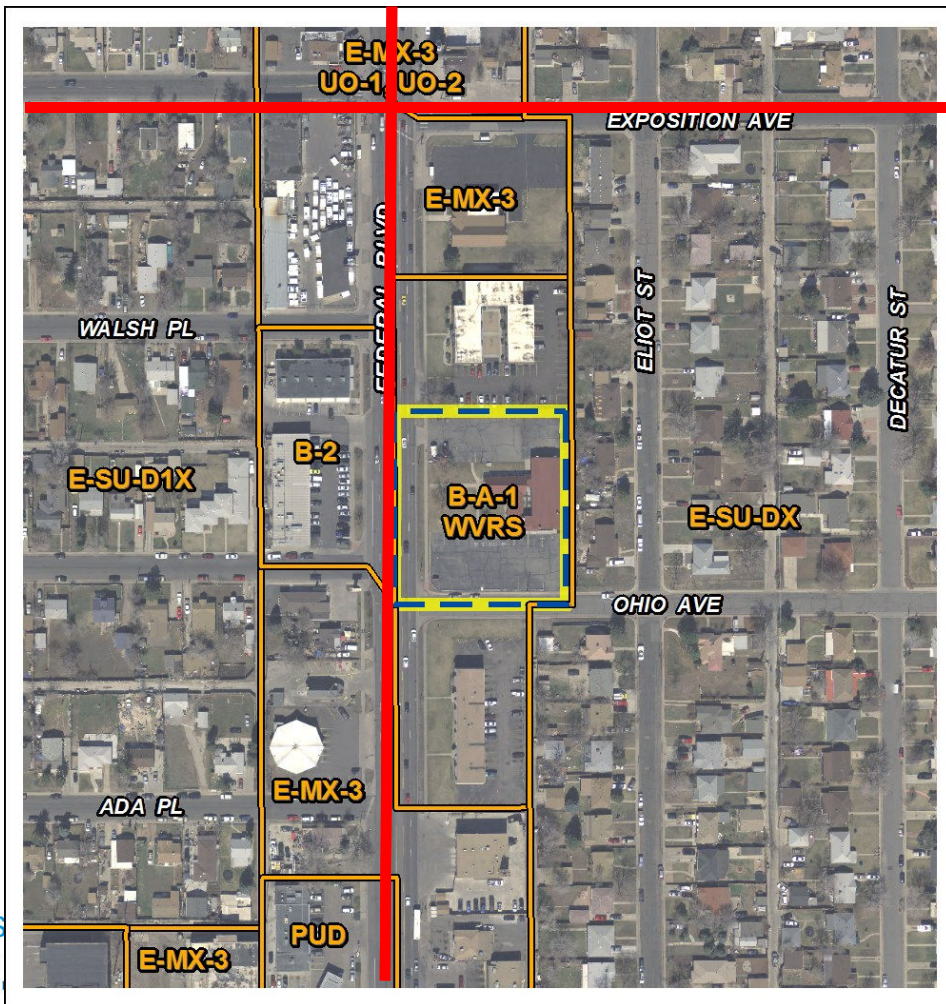 E-MX-3
UO-1, UO-2
EXPOSITION AVE
E-MX-3
FEDERAL BLVD
WALSH PL
ELIOT ST
DECATUR ST
B-2
E-SU-D1X
B-A-1
WVRS
E-SU-DX
OHIO AVE
E-MX-3
ADA PL
PUD
E-MX-3